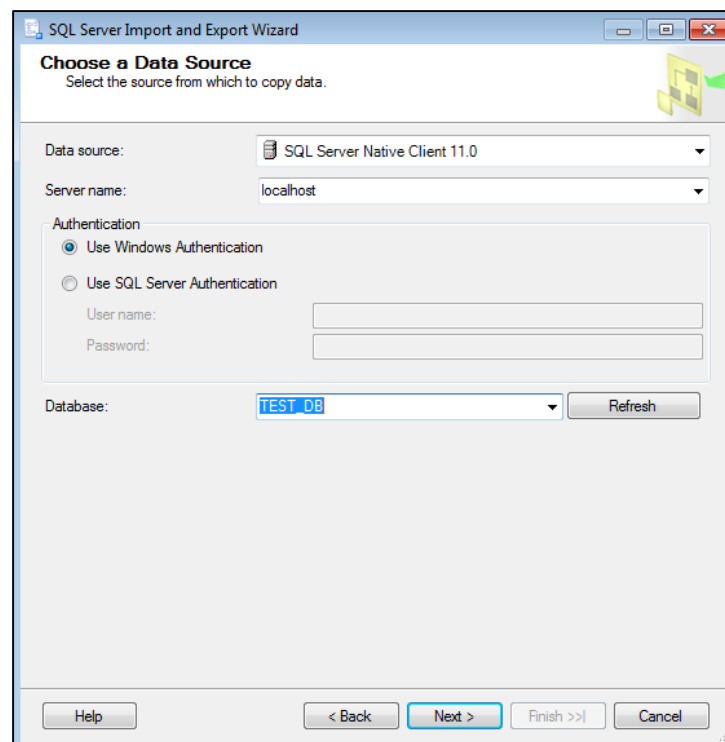 SQL Server Import and Export Wizard
Choose a Data Source
Select the source from which to copy data.
Data source: SQL Server Native Client 11.0
Server name: localhost
Authentication
Use Windows Authentication
Use SQL Server Authentication
User name:
Password:
Database: TEST_DB Refresh
Help < Back Next > Finish >>| Cancel